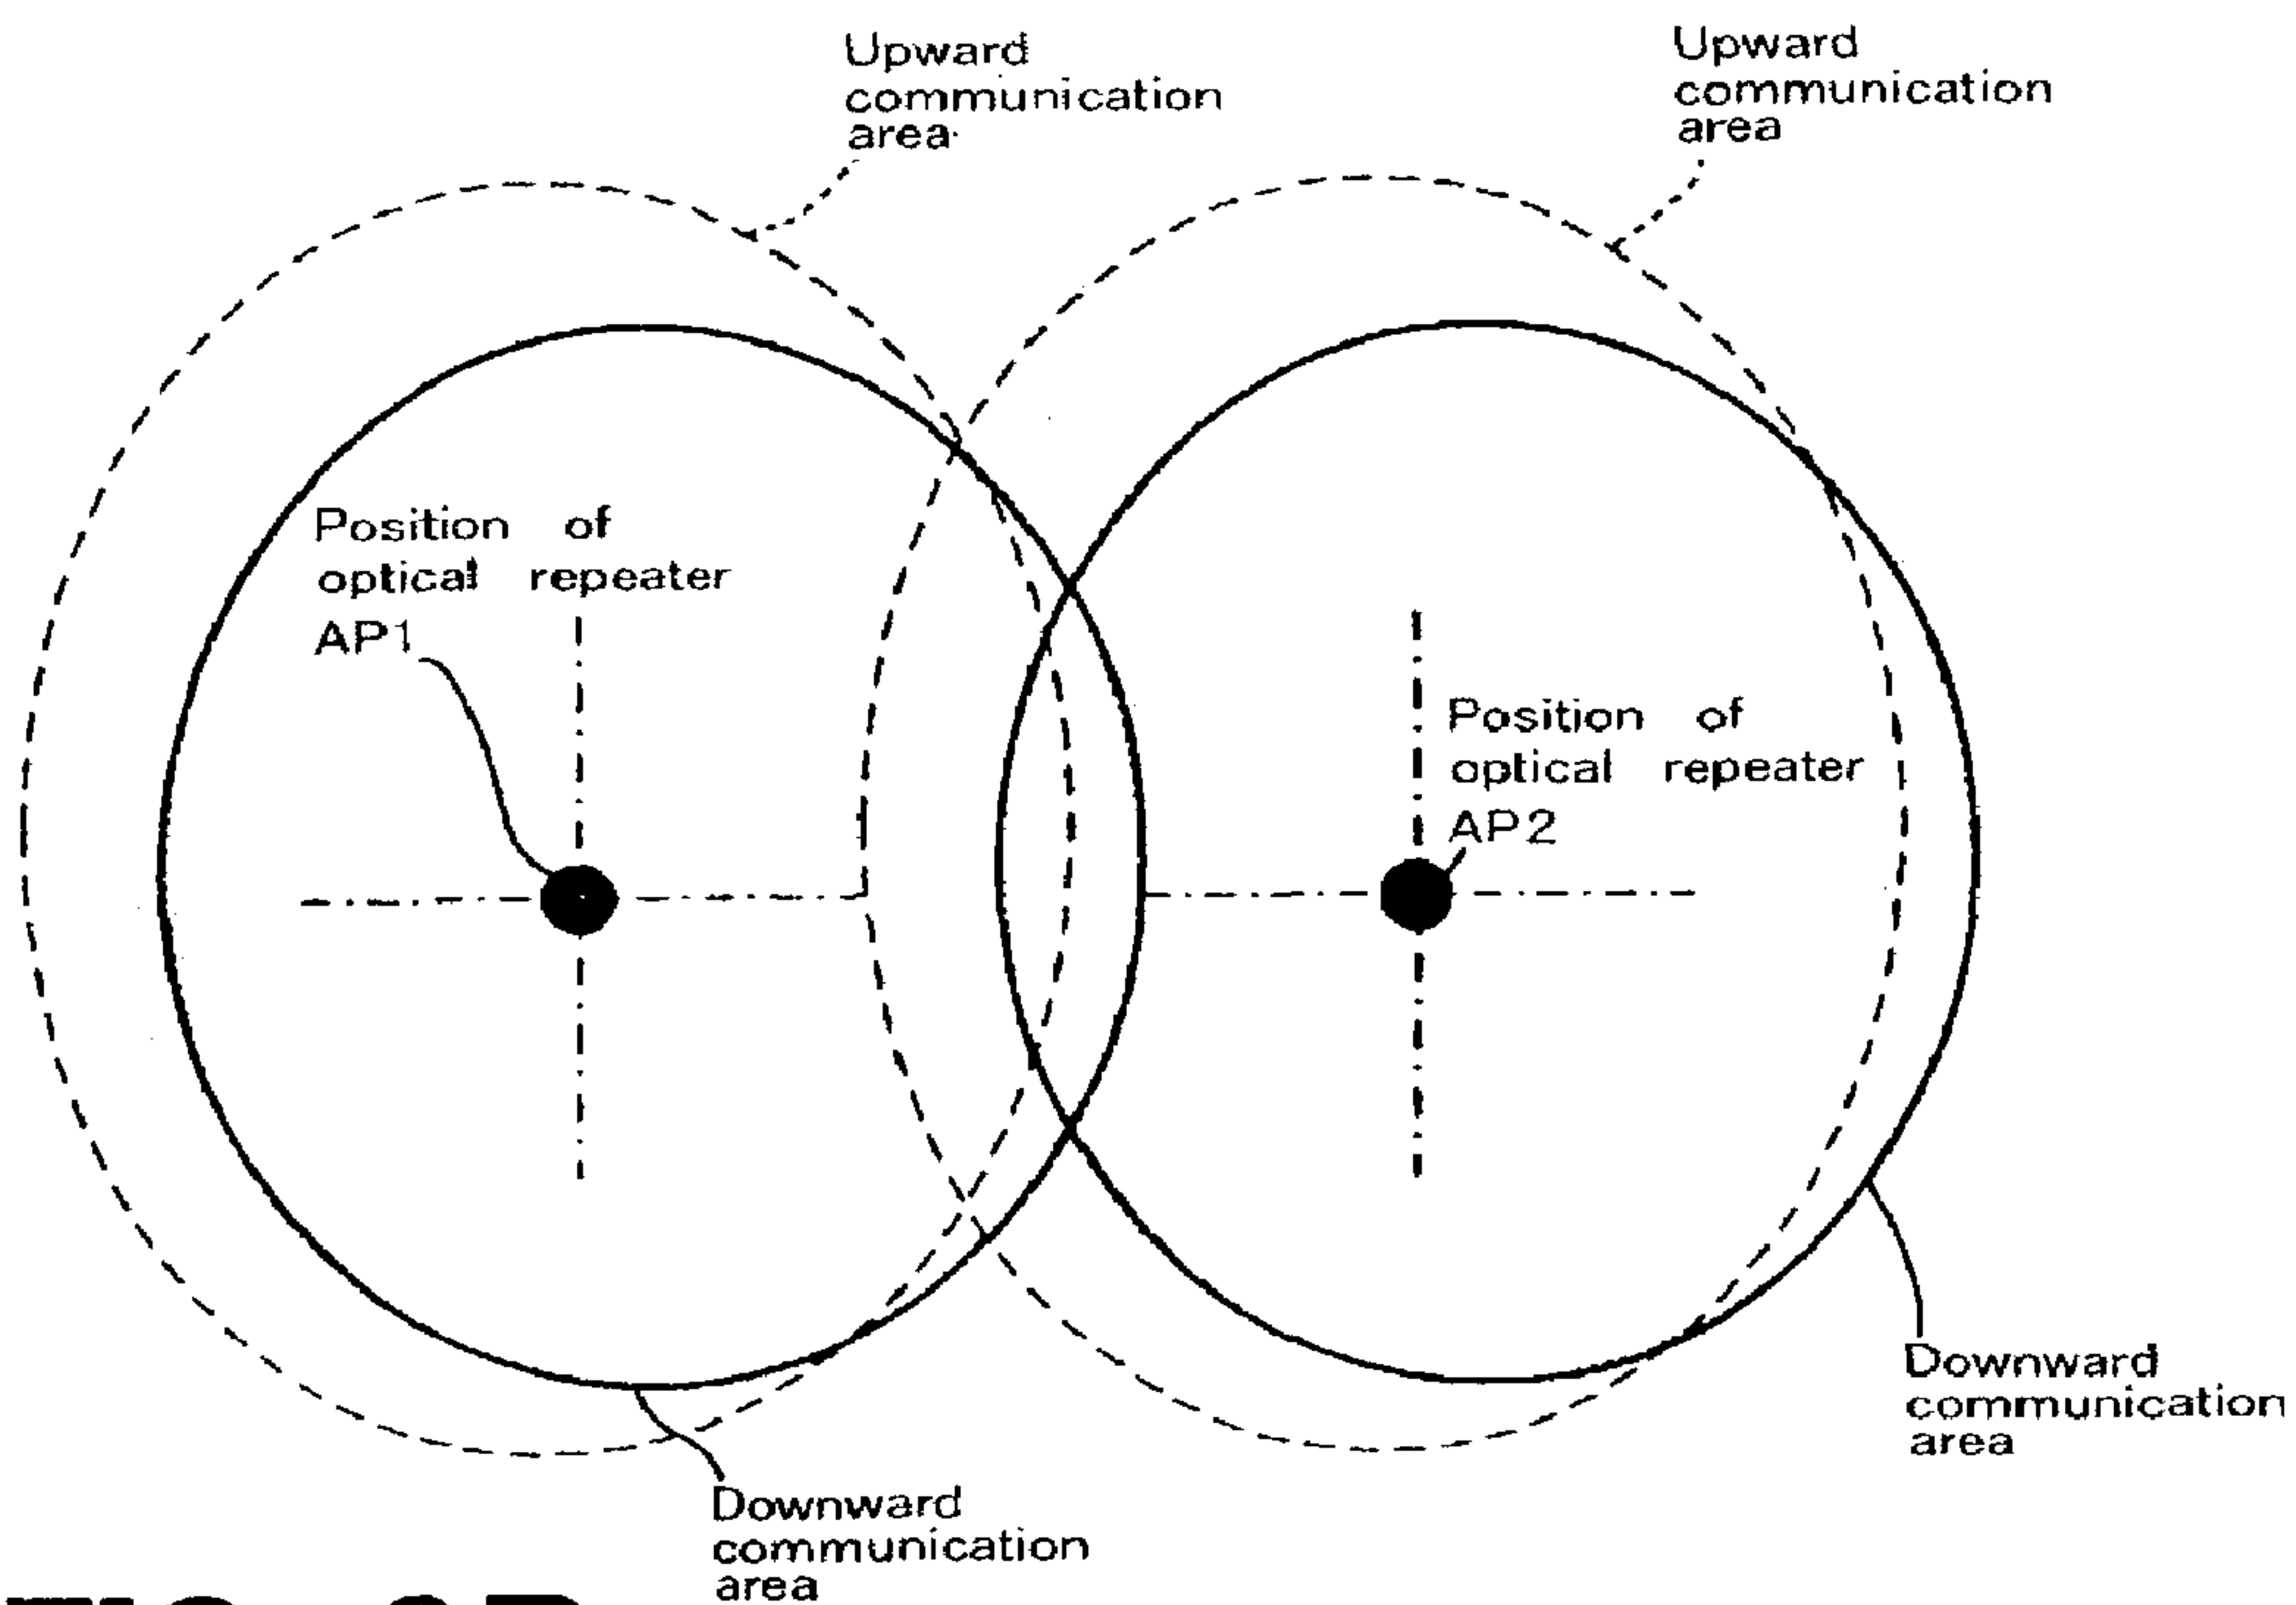 Upward
communication
area
Upward
communication
area
Position of
optical repeater
AP1
Position of
optical repeater
AP2
Downward
communication
area
Downward
communication
area